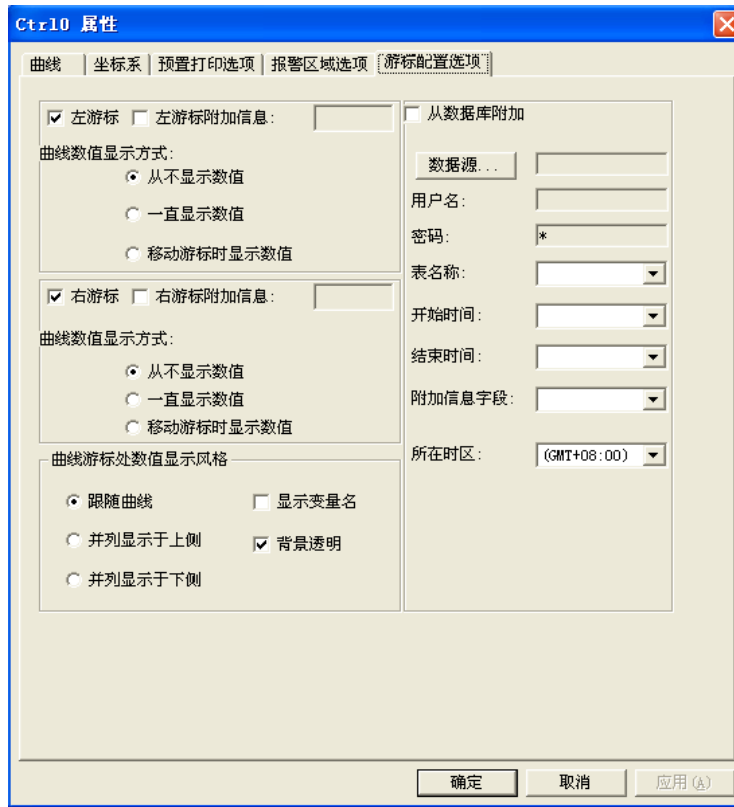 Ctrl0 属性
曲线 坐标系 预置打印选项 报警区域选项 游标配置选项
左游标 左游标附加信息:
曲线数值显示方式:
从不显示数值
一直显示数值
移动游标时显示数值
右游标 右游标附加信息:
曲线数值显示方式:
从不显示数值
一直显示数值
移动游标时显示数值
曲线游标处数值显示风格
跟随曲线 显示变量名
并列显示于上侧 背景透明
并列显示于下侧
从数据库附加
数据源...
用户名:
密码: *
表名称:
开始时间:
结束时间:
附加信息字段:
所在时区: (GMT+08:00)
确定 取消 应用(A)